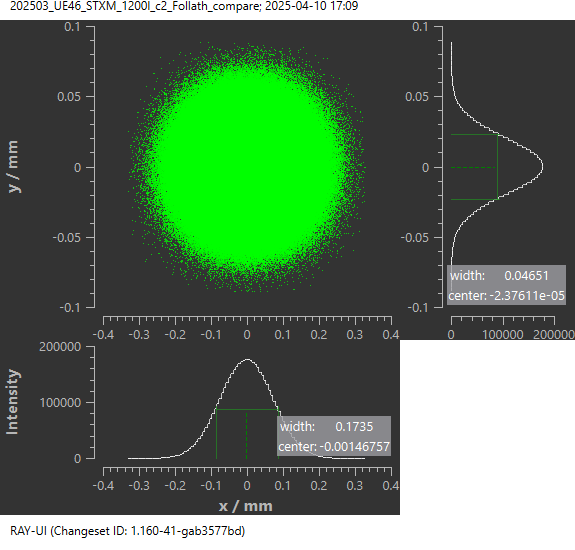 202503_UE46_STXM_1200l_c2_Follath_compare; 2025-04-10 17:09
0.1
0.05
0
-0.05
-0.1
y / mm
-0.4 -0.3 -0.2 -0.1 0 0.1 0.2 0.3 0.4
0.1
0.05
0
-0.05
-0.1
width: 0.04651
center: -2.37611e-05
0 100000 200000
200000
100000
0
Intensity
width: 0.1735
center: -0.00146757
-0.4 -0.3 -0.2 -0.1 0 0.1 0.2 0.3 0.4
x / mm
RAY-UI (Changeset ID: 1.160-41-gab3577bd)